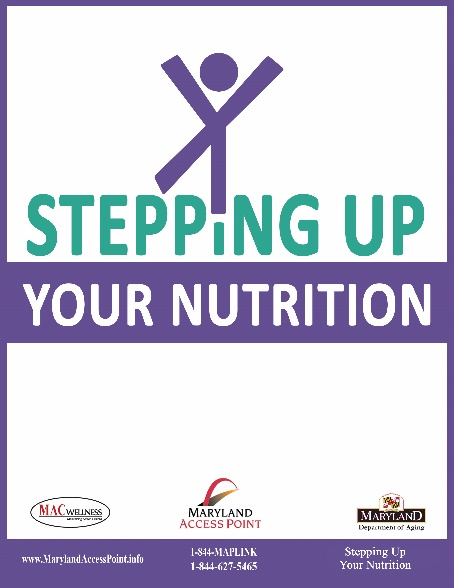 STEPPiNG UP
YOUR NUTRITION
MAC WELLNESS
MARYLAND
ACCESS POINT
MARYLAND
Department of Aging
www.MarylandAccessPoint.info
1-844-MAPLINK
1-844-627-5465
Stepping Up
Your Nutrition